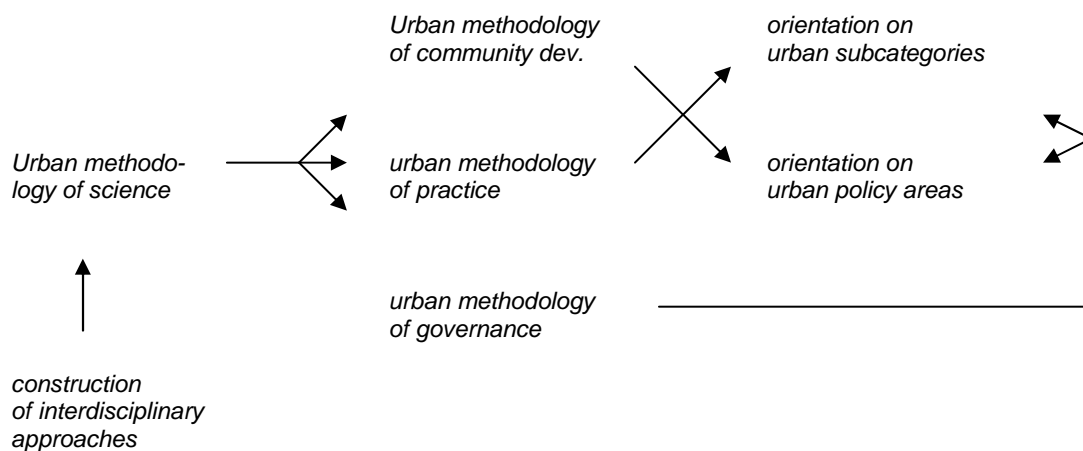 Urban methodology
of community dev.
orientation on
urban subcategories
Urban methodo-
logy of science
urban methodology
of practice
orientation on
urban policy areas
urban methodology
of governance
construction
of interdisciplinary
approaches